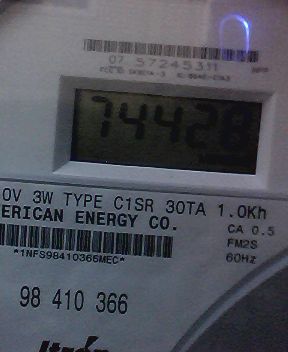 07 57245311
74428
0V 3W TYPE C1SR 30TA 1.0Kh
ERICAN ENERGY CO.
CA 0.5
FM2S
*1NFS98410366MEC*
60Hz
98 410 366
Itron